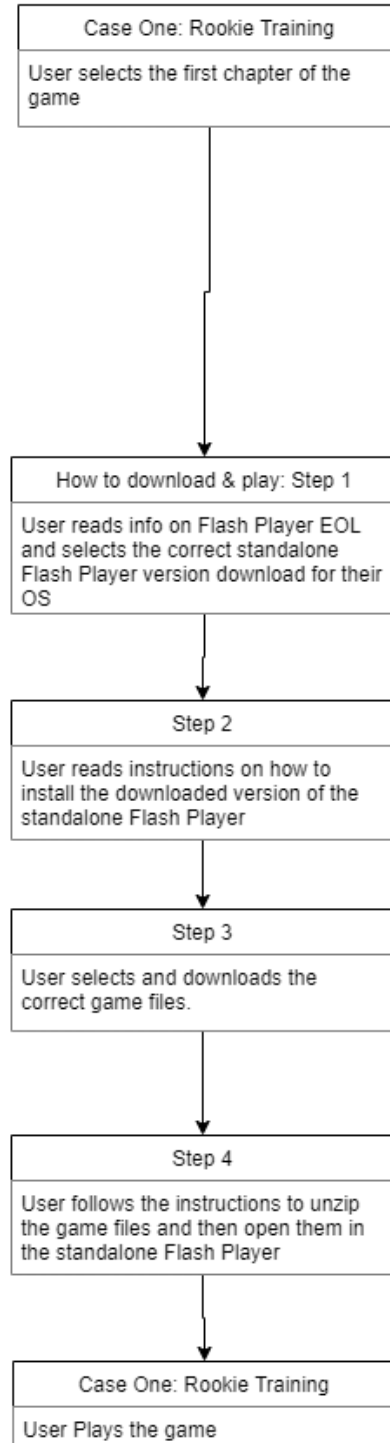 Case One: Rookie Training
User selects the first chapter of the
game
How to download & play: Step 1
User reads info on Flash Player EOL
and selects the correct standalone
Flash Player version download for their
OS
Step 2
User reads instructions on how to
install the downloaded version of the
standalone Flash Player
Step 3
User selects and downloads the
correct game files.
Step 4
User follows the instructions to unzip
the game files and then open them in
the standalone Flash Player
Case One: Rookie Training
User Plays the game